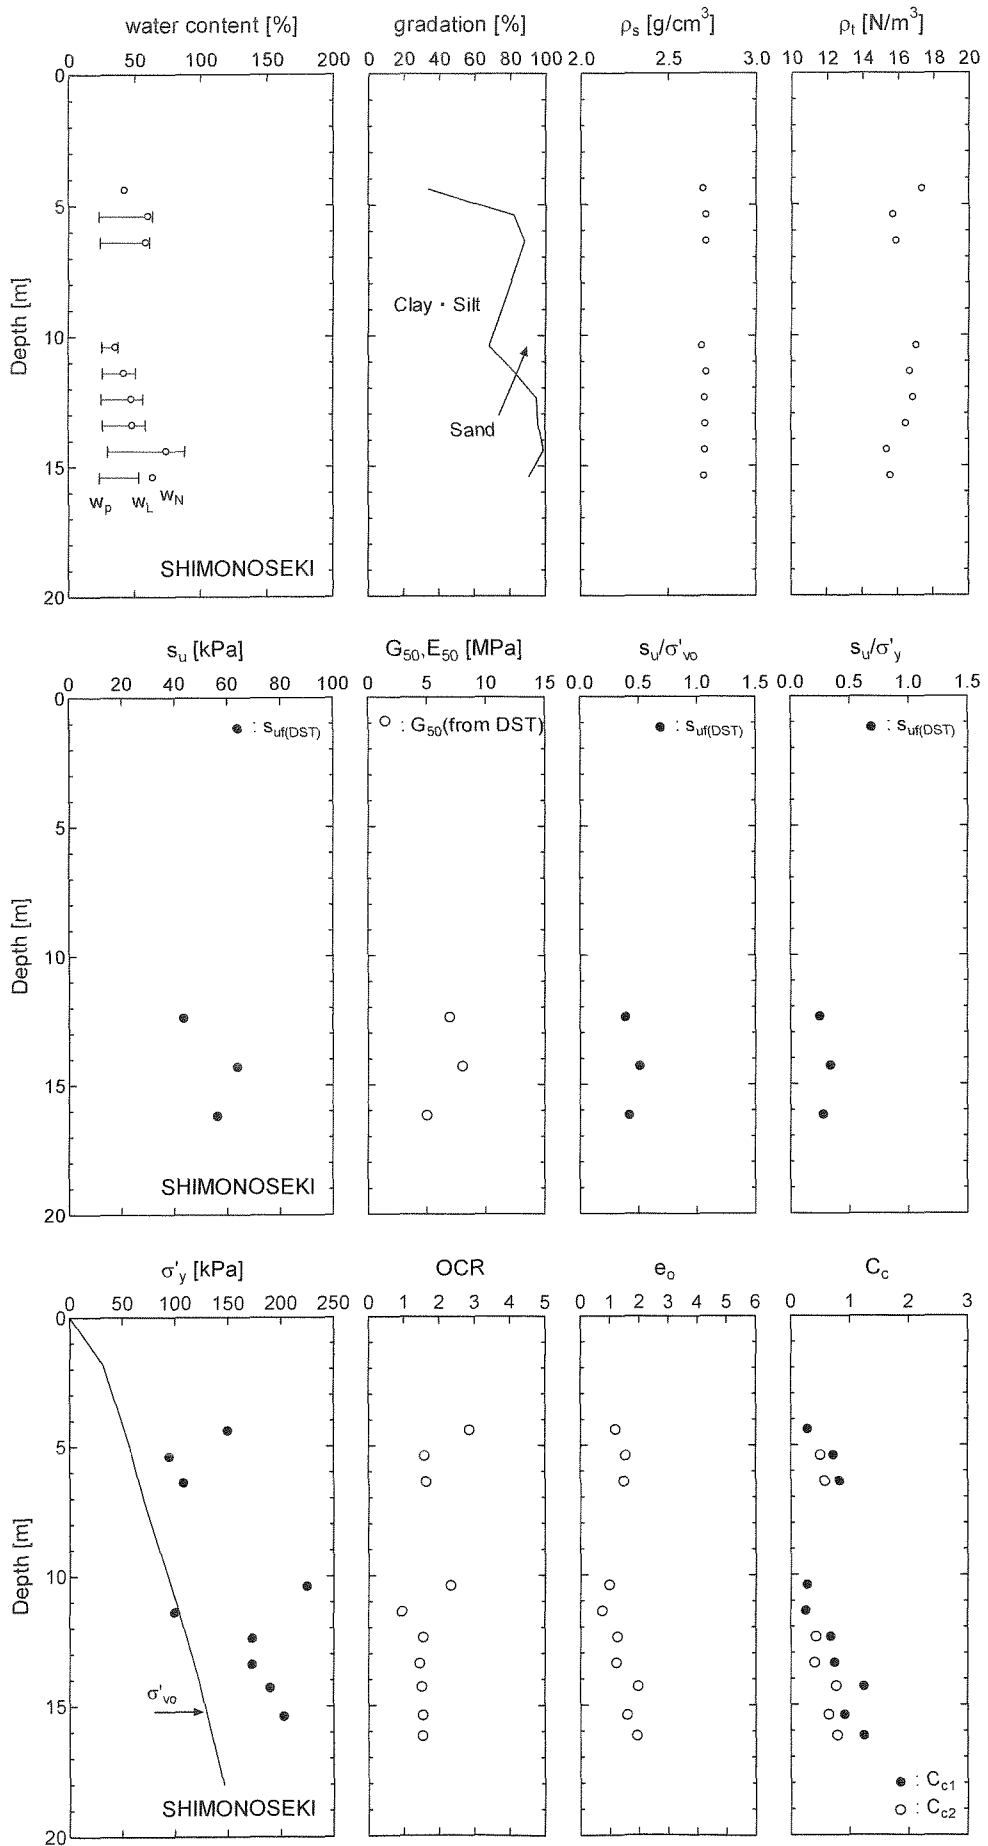 water content [%]
gradation [%]
ρs [g/cm³]
ρt [N/m³]
0 50 100 150 200
0 20 40 60 80 100
2.0 2.5 3.0
10 12 14 16 18 20
0
5
10
15
20
Depth [m]
Clay・Silt
Sand
wp wL wN
SHIMONOSEKI
su [kPa]
G50,E50 [MPa]
su/σ'vo
su/σ'y
0 20 40 60 80 100
0 5 10 15
0.0 0.5 1.0 1.5
0.0 0.5 1.0 1.5
● : suf(DST)
○ : G50(from DST)
● : suf(DST)
● : suf(DST)
0
5
10
15
20
Depth [m]
SHIMONOSEKI
σ'y [kPa]
OCR
eo
Cc
0 50 100 150 200 250
0 1 2 3 4 5
0 1 2 3 4 5 6
0 1 2 3
0
5
10
15
20
Depth [m]
σ'vo
SHIMONOSEKI
● : Cc1
○ : Cc2